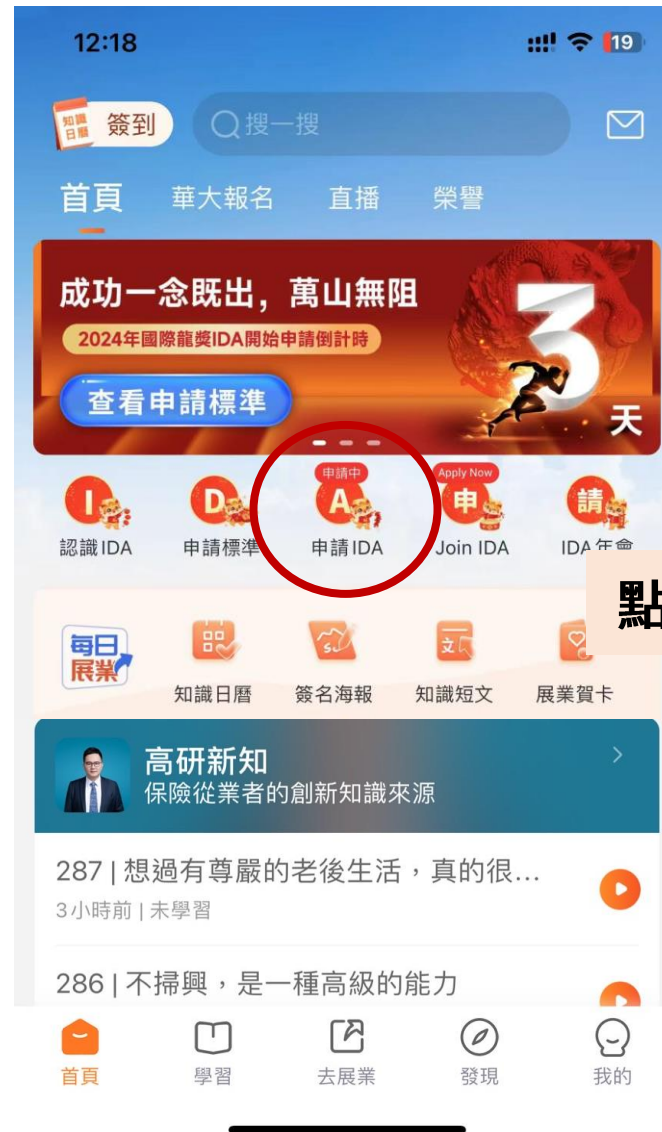 12:18
19
知識
日曆
簽到
搜一搜
首頁 華大報名 直播 榮譽
成功一念既出，萬山無阻
2024年國際龍獎IDA開始申請倒計時
查看申請標準
3
天
申請中 Apply Now
I D A 申 請
認識IDA 申請標準 申請IDA Join IDA IDA年會
點
每日
展業
知識日曆 簽名海報 知識短文 展業賀卡
高研新知
保險從業者的創新知識來源
287 | 想過有尊嚴的老後生活，真的很...
3小時前 | 未學習
286 | 不掃興，是一種高級的能力
首頁 學習 去展業 發現 我的